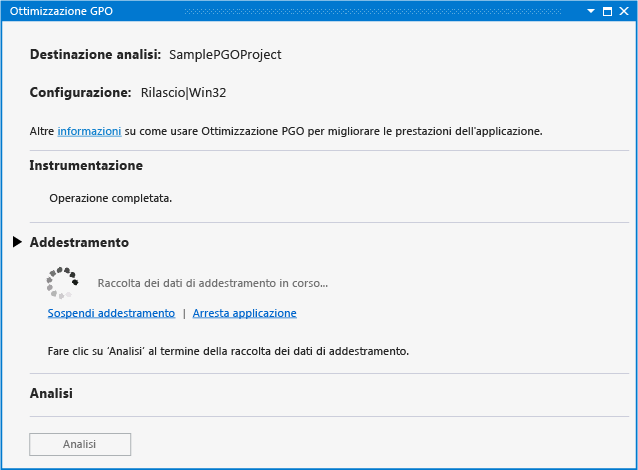 Ottimizzazione GPO
Destinazione analisi: SamplePGOProject
Configurazione: Rilascio|Win32
Altre informazioni su come usare Ottimizzazione PGO per migliorare le prestazioni dell'applicazione.
Instrumentazione
Operazione completata.
Addestramento
Raccolta dei dati di addestramento in corso...
Sospendi addestramento | Arresta applicazione
Fare clic su 'Analisi' al termine della raccolta dei dati di addestramento.
Analisi
Analisi